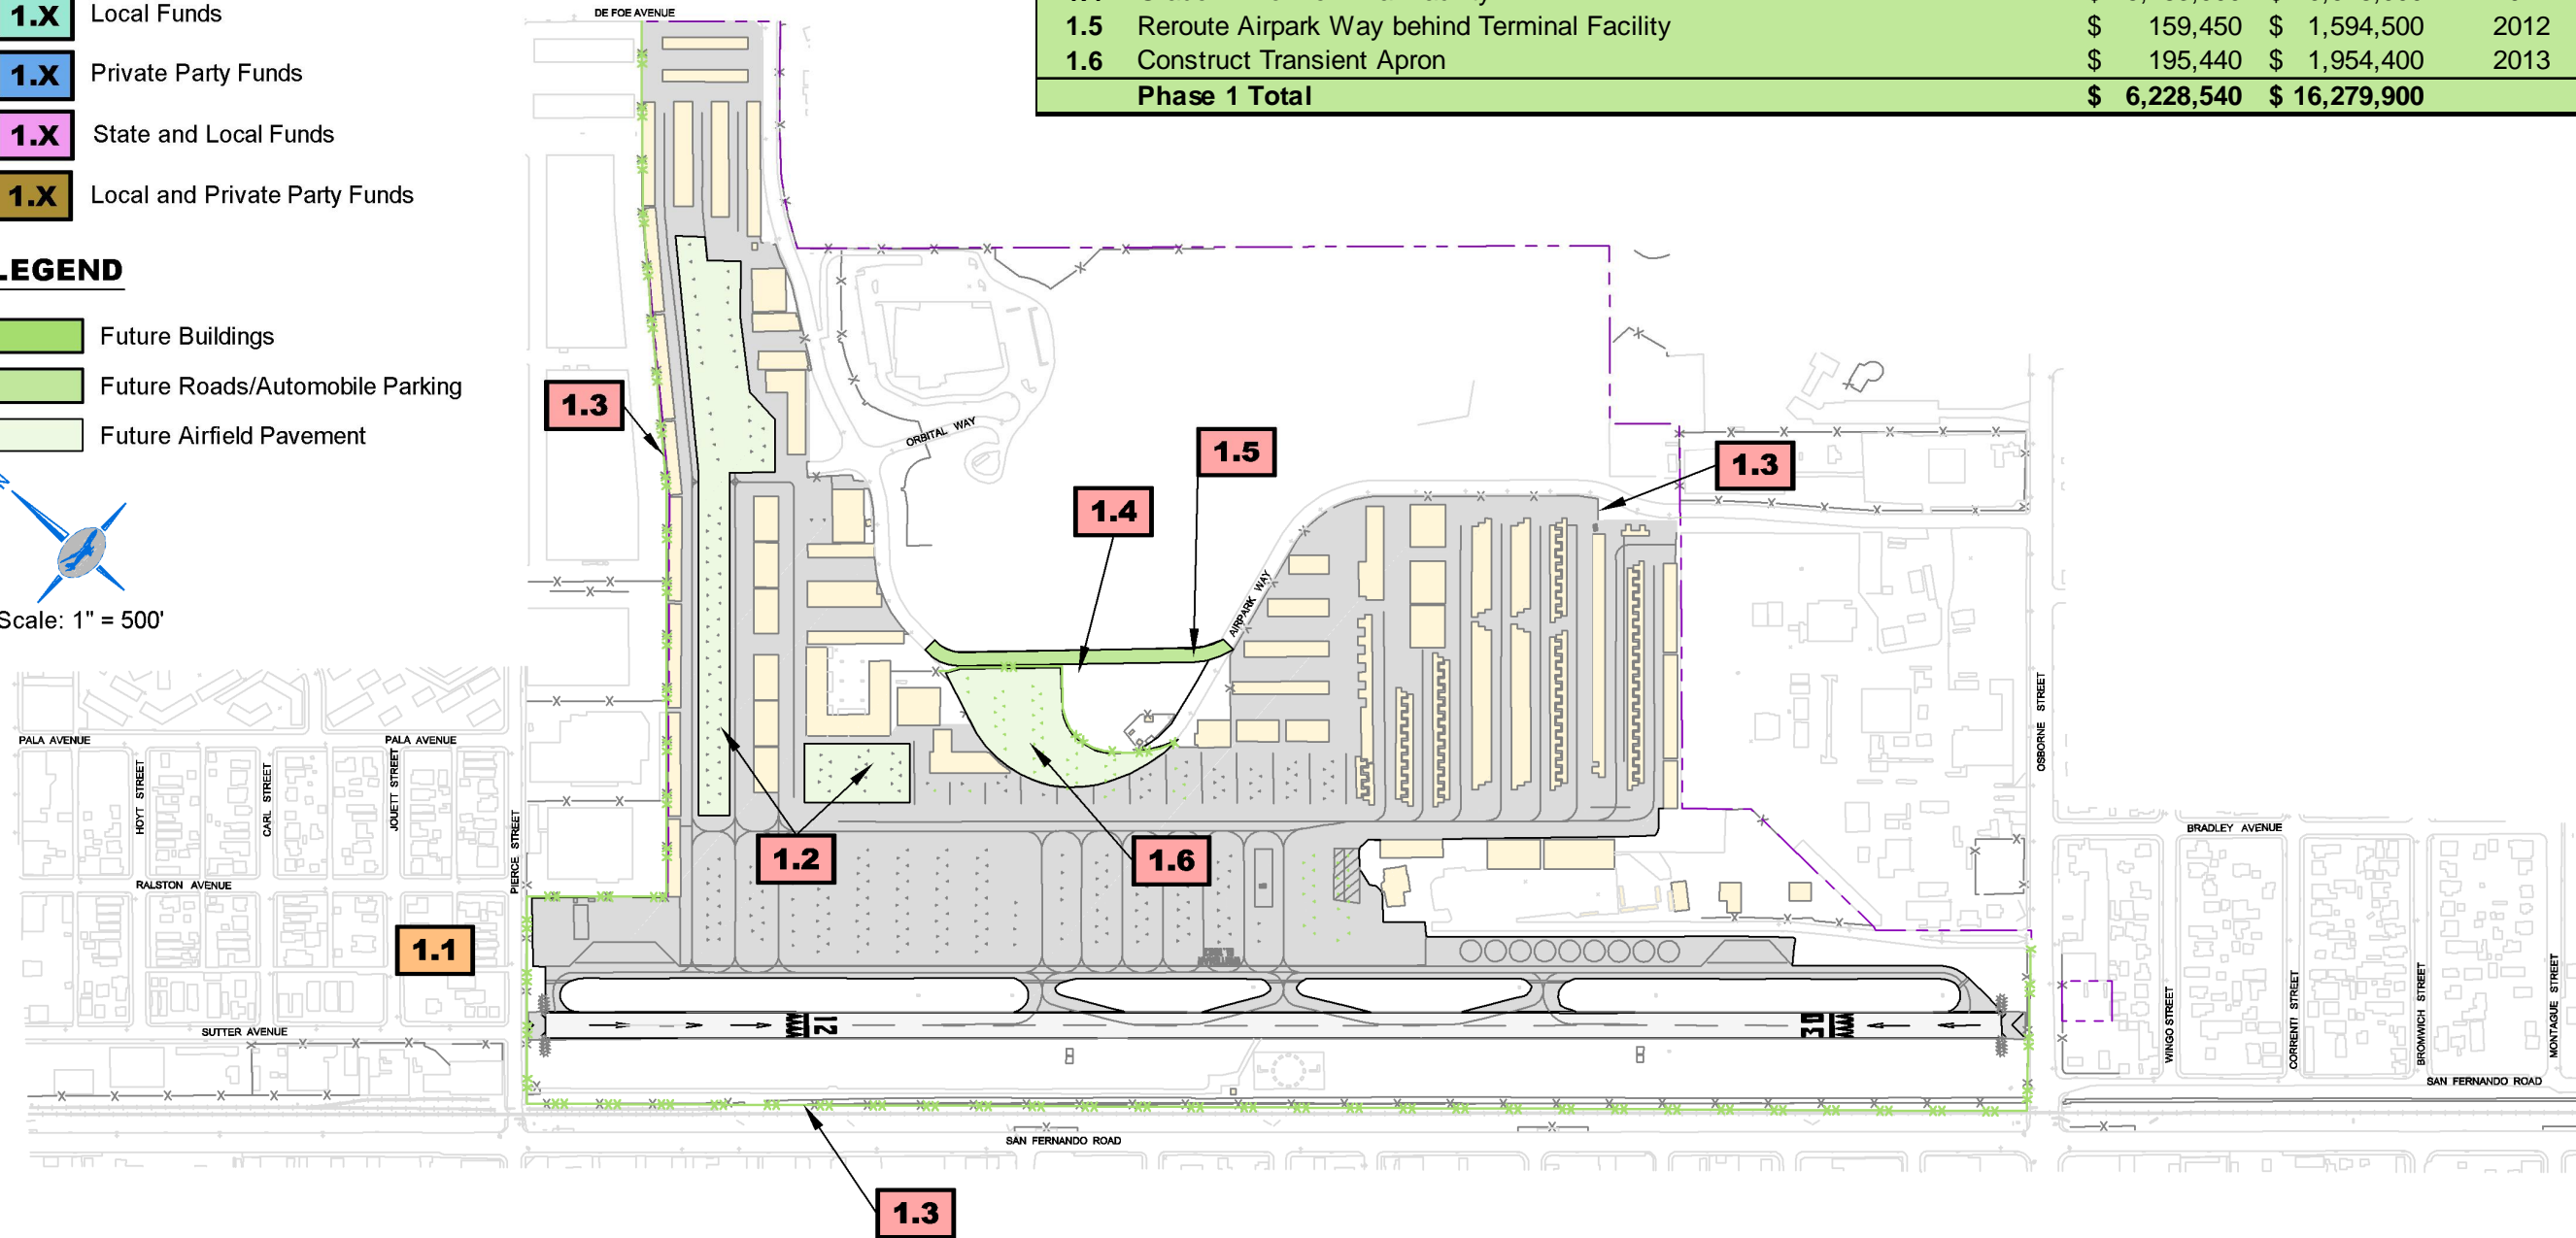 1.X Local Funds
1.X Private Party Funds
1.X State and Local Funds
1.X Local and Private Party Funds
LEGEND
Future Buildings
Future Roads/Automobile Parking
Future Airfield Pavement
Scale: 1" = 500'
1.5 Reroute Airpark Way behind Terminal Facility $ 159,450 $ 1,594,500 2012
1.6 Construct Transient Apron $ 195,440 $ 1,954,400 2013
Phase 1 Total $ 6,228,540 $ 16,279,900
DE FOE AVENUE
1.3
ORBITAL WAY
1.5
1.3
1.4
AIRPARK WAY
PALA AVENUE
PALA AVENUE
HOYT STREET
CARL STREET
JOUETT STREET
PIERCE STREET
OSBORNE STREET
1.2
1.6
BRADLEY AVENUE
RALSTON AVENUE
1.1
SUTTER AVENUE
12
30
WINGO STREET
CORRENTI STREET
BROMWICH STREET
MONTAGUE STREET
SAN FERNANDO ROAD
SAN FERNANDO ROAD
1.3